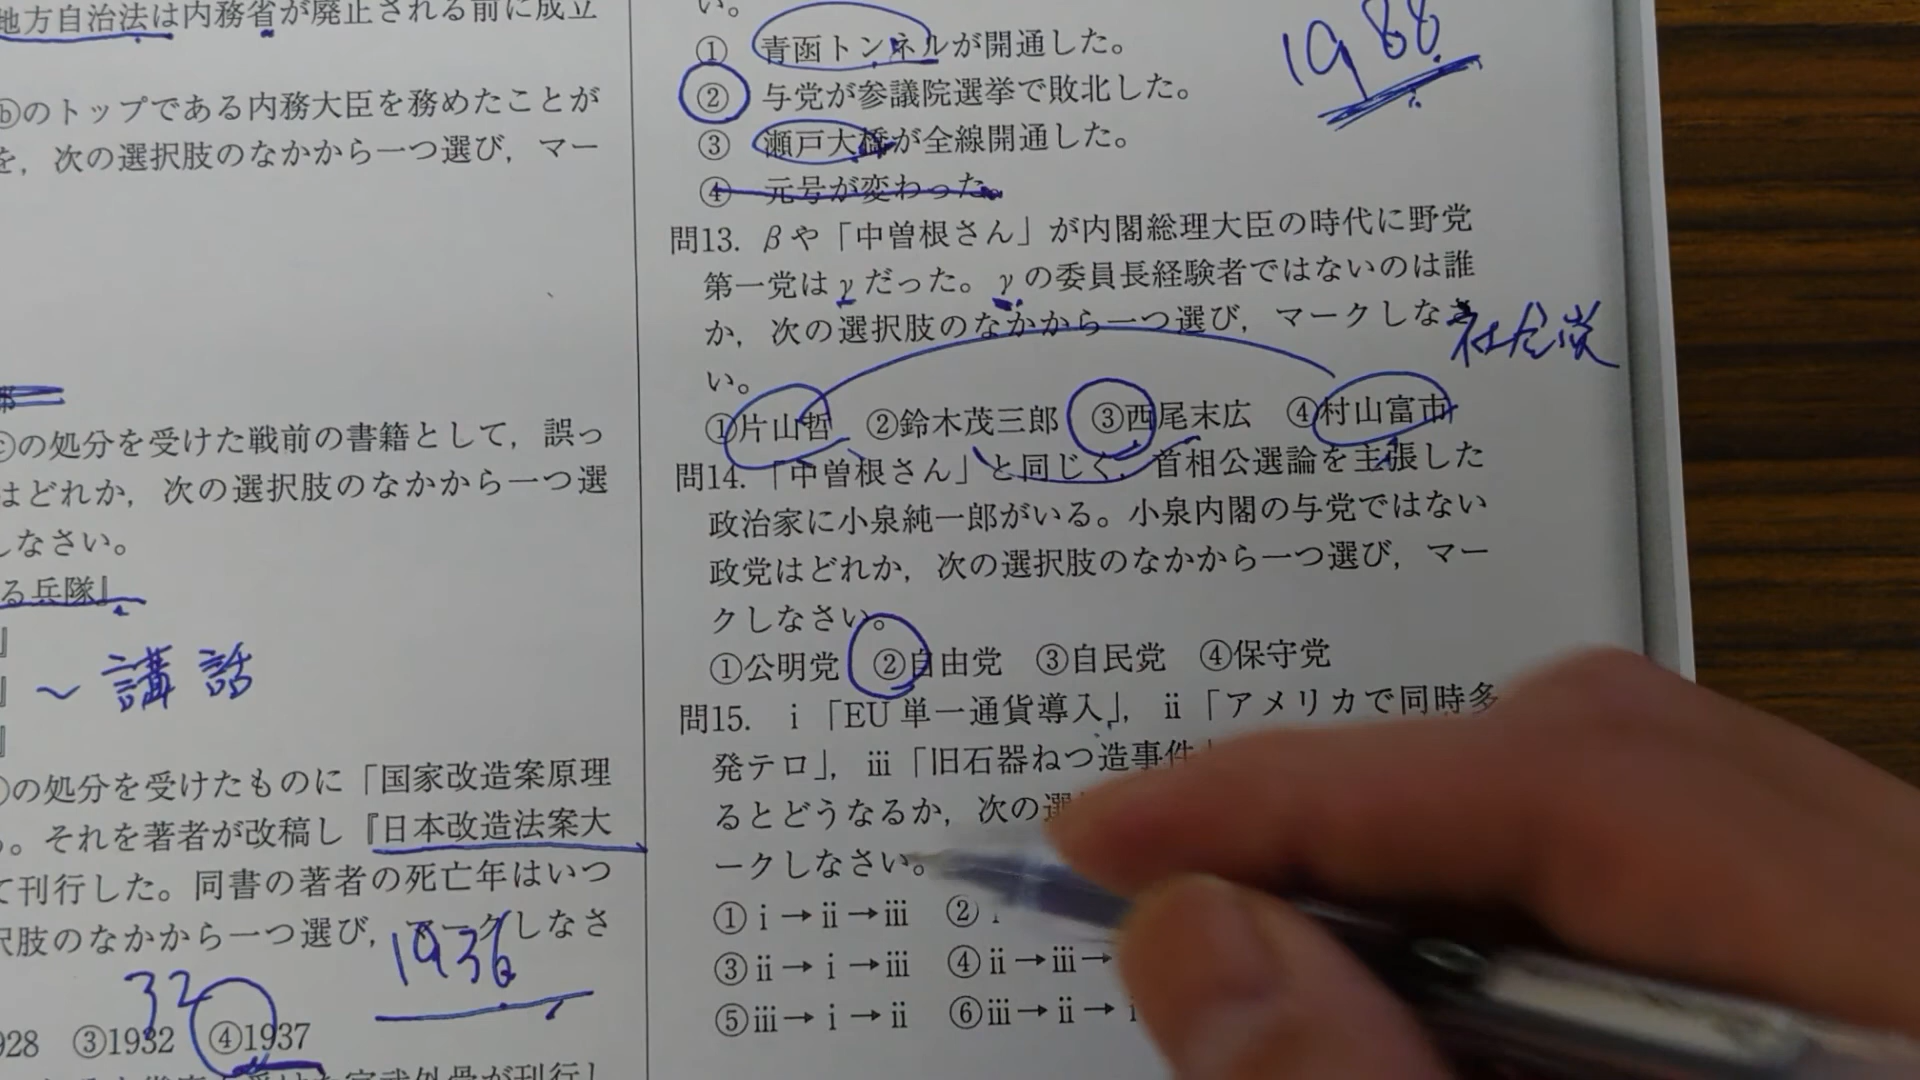 地方自治法は内務省が廃止される前に成立
ⓑのトップである内務大臣を務めたことが
を，次の選択肢のなかから一つ選び，マー
ⓒの処分を受けた戦前の書籍として，誤っ
はどれか，次の選択肢のなかから一つ選
しなさい。
る兵隊』
』
』
～講話
』
の処分を受けたものに「国家改造案原理
。それを著者が改稿し『日本改造法案大
て刊行した。同書の著者の死亡年はいつ
択肢のなかから一つ選び，マークしなさ
1936
32
928 ③1932 ④1937
い。
① 青函トンネルが開通した。
1988
② 与党が参議院選挙で敗北した。
③ 瀬戸大橋が全線開通した。
④ 元号が変わった。
問13. βや「中曽根さん」が内閣総理大臣の時代に野党
第一党はγだった。γの委員長経験者ではないのは誰
か，次の選択肢のなかから一つ選び，マークしなさ
社会党
い。
①片山哲 ②鈴木茂三郎 ③西尾末広 ④村山富市
問14.「中曽根さん」と同じく，首相公選論を主張した
政治家に小泉純一郎がいる。小泉内閣の与党ではない
政党はどれか，次の選択肢のなかから一つ選び，マー
クしなさい。
①公明党 ②自由党 ③自民党 ④保守党
問15. ⅰ「EU単一通貨導入」，ⅱ「アメリカで同時多
発テロ」，ⅲ「旧石器ねつ造事件」
るとどうなるか，次の選
ークしなさい。
①ⅰ→ⅱ→ⅲ ②
③ⅱ→ⅰ→ⅲ ④ⅱ→ⅲ→
⑤ⅲ→ⅰ→ⅱ ⑥ⅲ→ⅱ→ⅰ